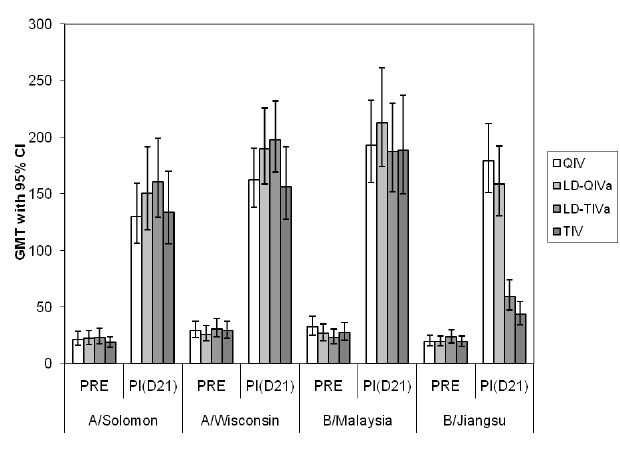 300
250
200
150
100
50
0
GMT with 95% CI
PRE PI(D21) PRE PI(D21) PRE PI(D21) PRE PI(D21)
A/Solomon A/Wisconsin B/Malaysia B/Jiangsu
QIV
LD-QIVa
LD-TIVa
TIV